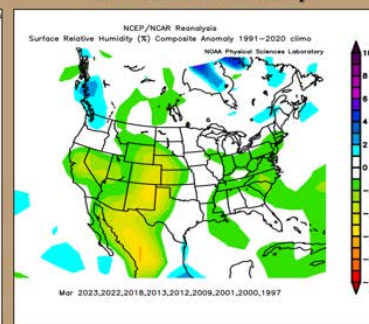 NCEP/NCAR Reanalysis
Surface Relative Humidity (%) Composite Anomaly 1991-2020 climo
NOAA Physical Sciences Laboratory
8
6
4
2
0
Mar 2023,2022,2018,2013,2012,2009,2001,2000,1997